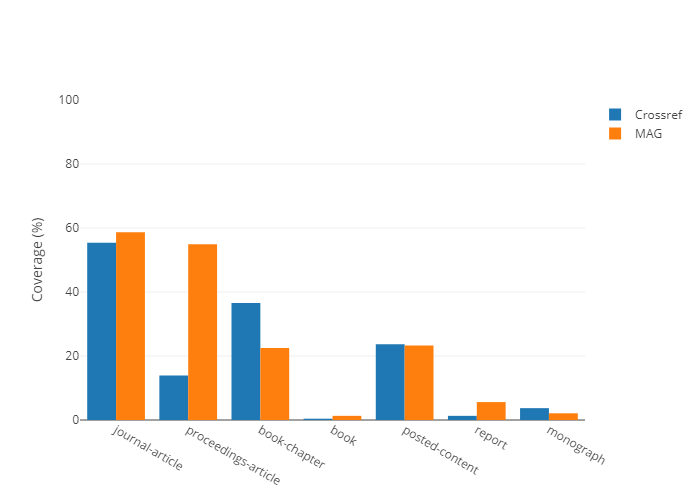 100
80
60
40
20
0
Coverage (%)
journal-article
proceedings-article
book-chapter
book
posted-content
report
monograph
Crossref
MAG